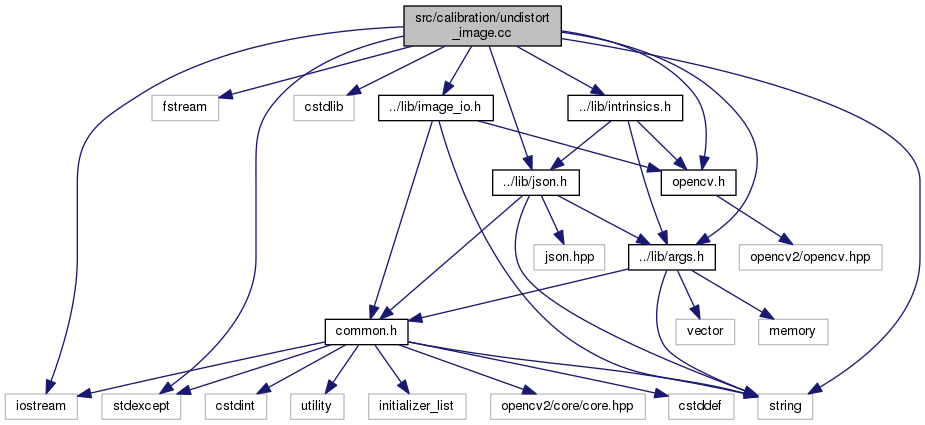 src/calibration/undistort
_image.cc
fstream
cstdlib
../lib/image_io.h
../lib/intrinsics.h
../lib/json.h
opencv.h
json.hpp
../lib/args.h
opencv2/opencv.hpp
common.h
vector
memory
iostream
stdexcept
cstdint
utility
initializer_list
opencv2/core/core.hpp
cstddef
string